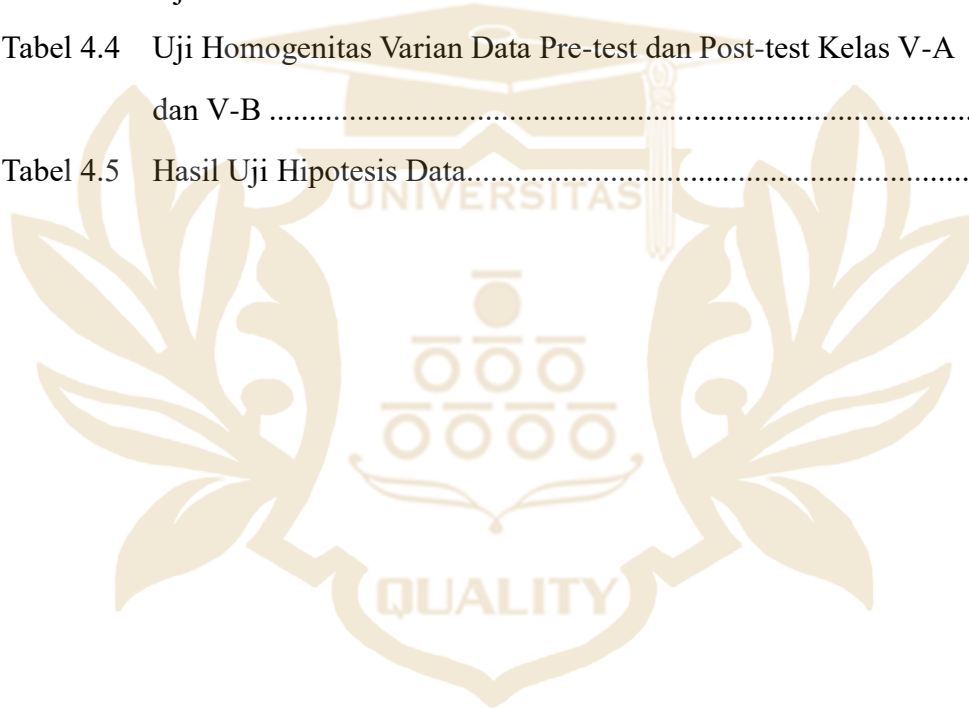 Tabel 4.4 Uji Homogenitas Varian Data Pre-test dan Post-test Kelas V-A
dan V-B ........................................................................................
Tabel 4.5 Hasil Uji Hipotesis Data...............................................................
UNIVERSITAS
QUALITY